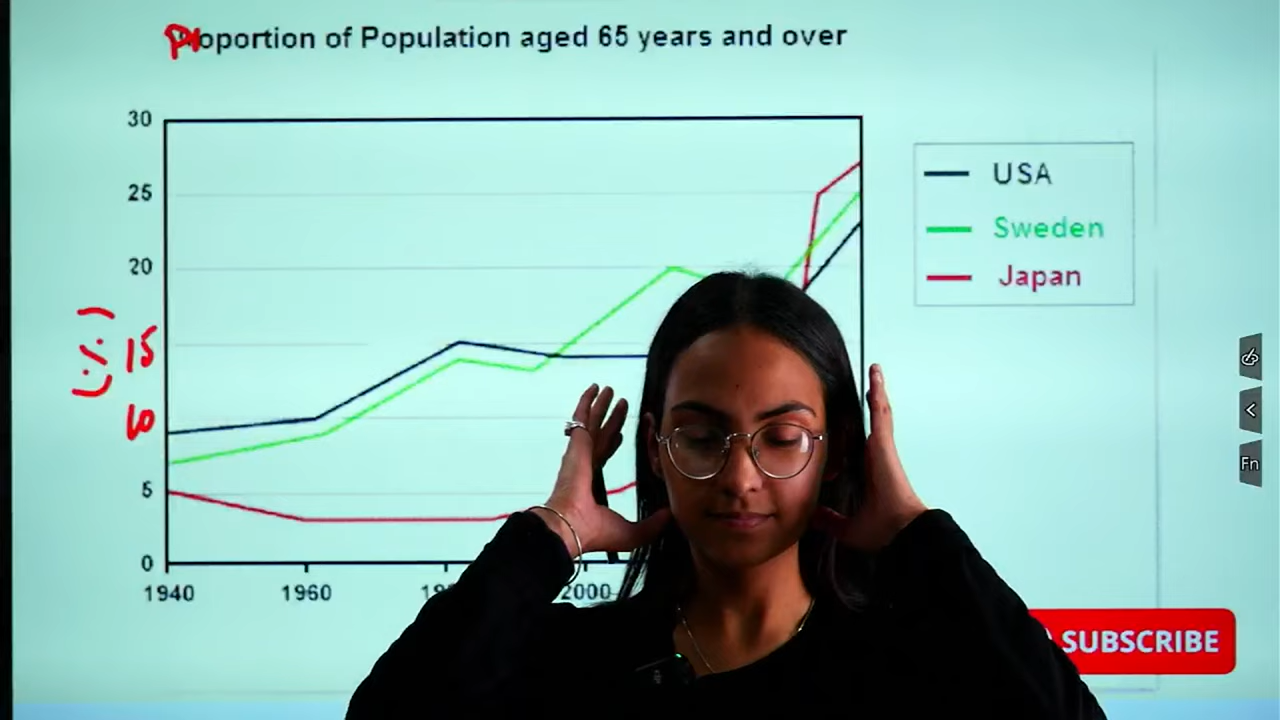 Proportion of Population aged 65 years and over
30
25
20
(%)
15
10
5
0
1940
1960
2000
USA
Sweden
Japan
<
Fn
SUBSCRIBE